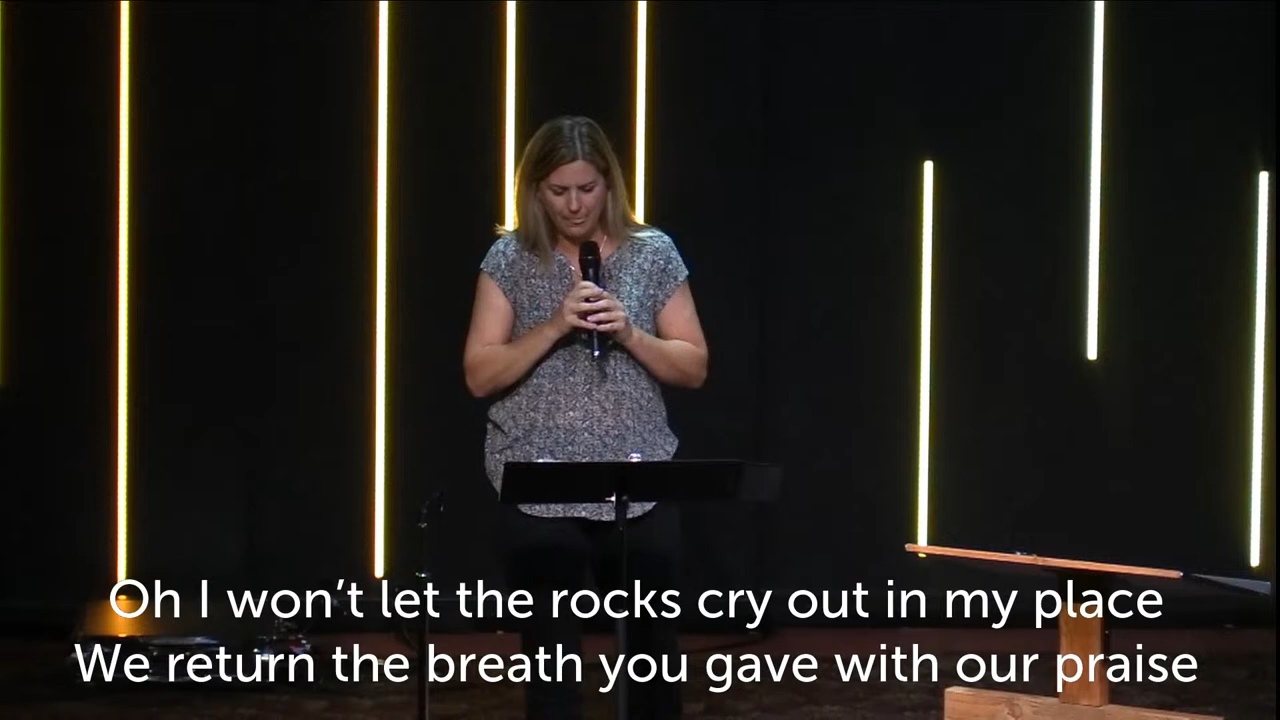 Oh I won’t let the rocks cry out in my place
We return the breath you gave with our praise